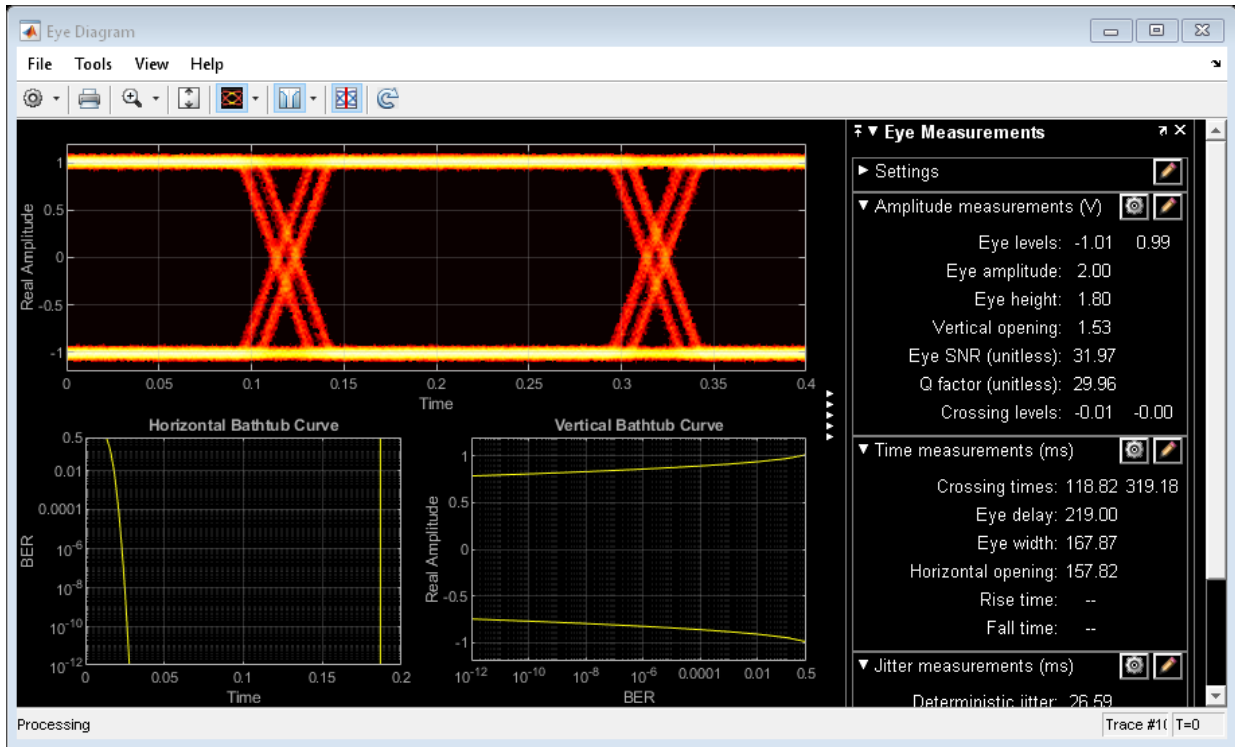 Eye Diagram
File Tools View Help
Real Amplitude
1
0.5
0
-0.5
-1
0 0.05 0.1 0.15 0.2 0.25 0.3 0.35 0.4
Time
Horizontal Bathtub Curve
BER
0.5
0.01
0.0001
10^-6
10^-8
10^-10
10^-12
0 0.05 0.1 0.15 0.2
Time
Vertical Bathtub Curve
Real Amplitude
1
0.5
0
-0.5
-1
10^-12 10^-10 10^-8 10^-6 0.0001 0.01 0.5
BER
Eye Measurements
Settings
Amplitude measurements (V)
Eye levels: -1.01 0.99
Eye amplitude: 2.00
Eye height: 1.80
Vertical opening: 1.53
Eye SNR (unitless): 31.97
Q factor (unitless): 29.96
Crossing levels: -0.01 -0.00
Time measurements (ms)
Crossing times: 118.82 319.18
Eye delay: 219.00
Eye width: 167.87
Horizontal opening: 157.82
Rise time: --
Fall time: --
Jitter measurements (ms)
Deterministic jitter: 26.59
Processing
Trace #1 T=0